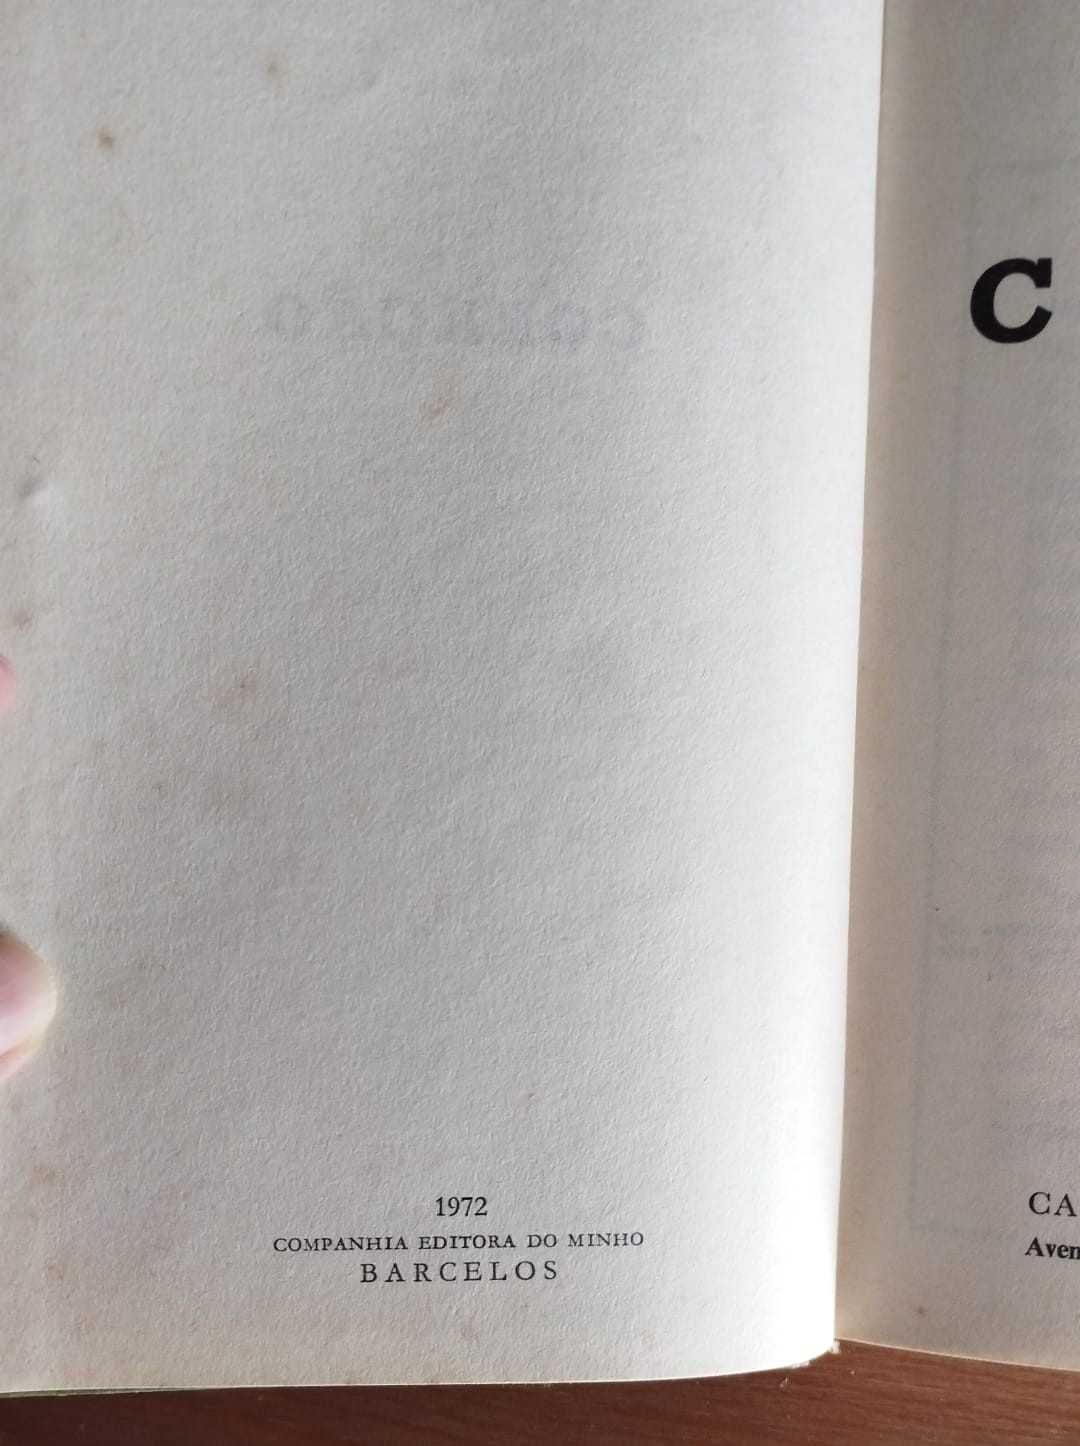 1972
COMPANHIA EDITORA DO MINHO
BARCELOS
C
CA
Aven